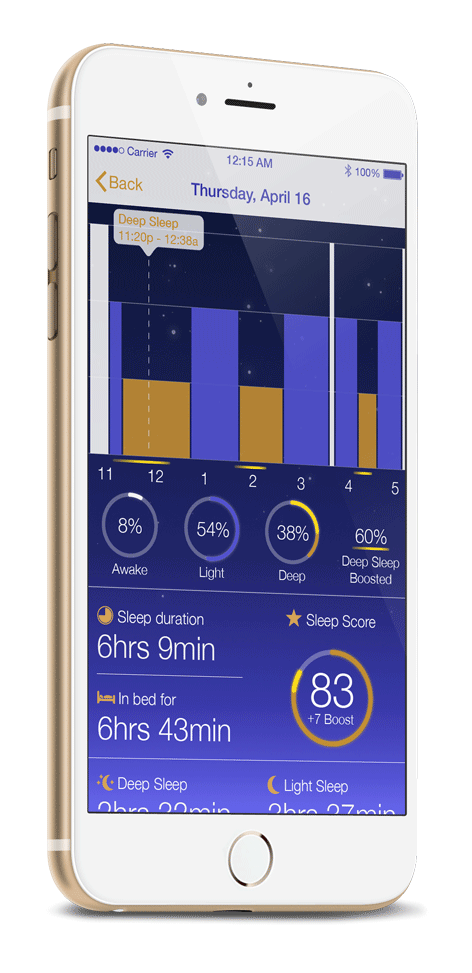 Carrier 12:15 AM 100%
Back Thursday, April 16
Deep Sleep
11:20p - 12:38a
11 12 1 2 3 4 5
8% 54% 38% 60%
Awake Light Deep Deep Sleep
Boosted
Sleep duration
6hrs 9min
Sleep Score
83
+7 Boost
In bed for
6hrs 43min
Deep Sleep
Light Sleep